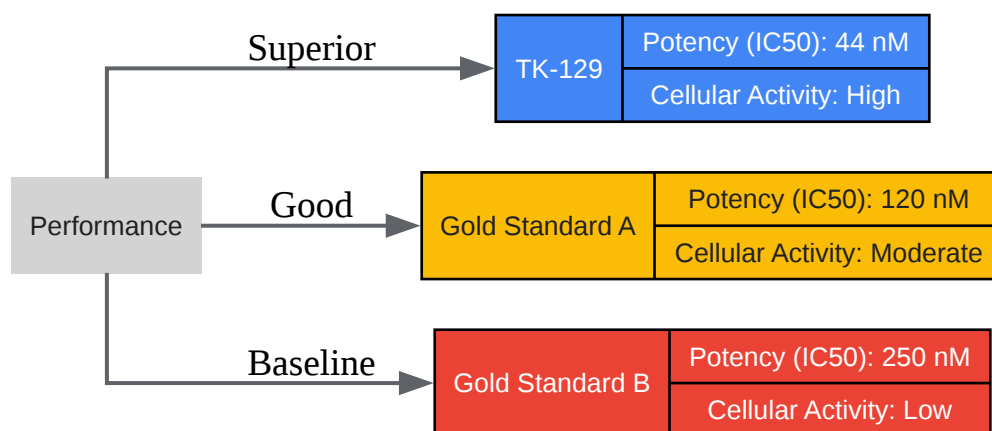 Superior
TK-129
Potency (IC50): 44 nM
Cellular Activity: High
Performance
Good
Gold Standard A
Potency (IC50): 120 nM
Cellular Activity: Moderate
Baseline
Gold Standard B
Potency (IC50): 250 nM
Cellular Activity: Low